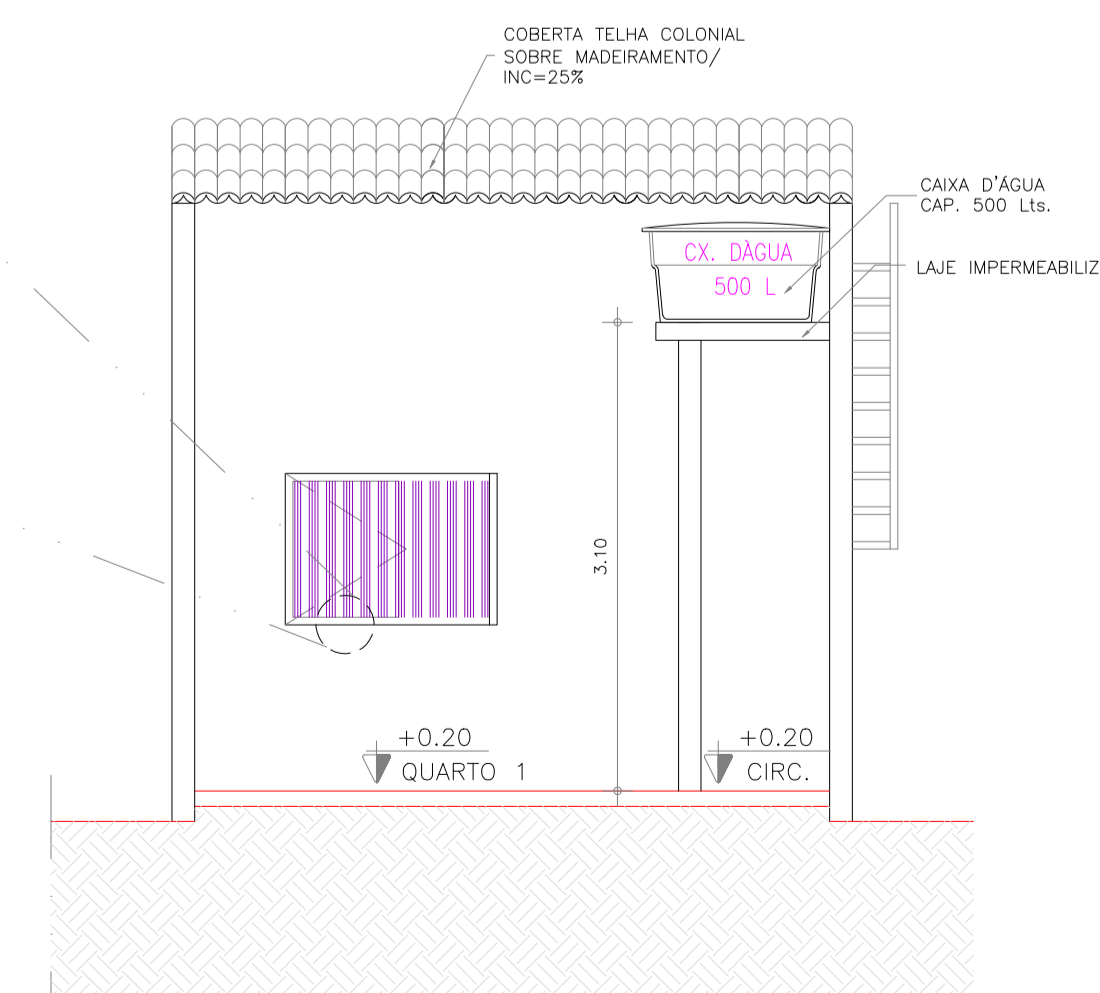 COBERTA TELHA COLONIAL
SOBRE MADEIRAMENTO/
INC=25%
CAIXA D'ÁGUA
CAP. 500 Lts.
CX. DÀGUA
500 L
LAJE IMPERMEABILIZ
3.10
+0.20
QUARTO 1
+0.20
CIRC.